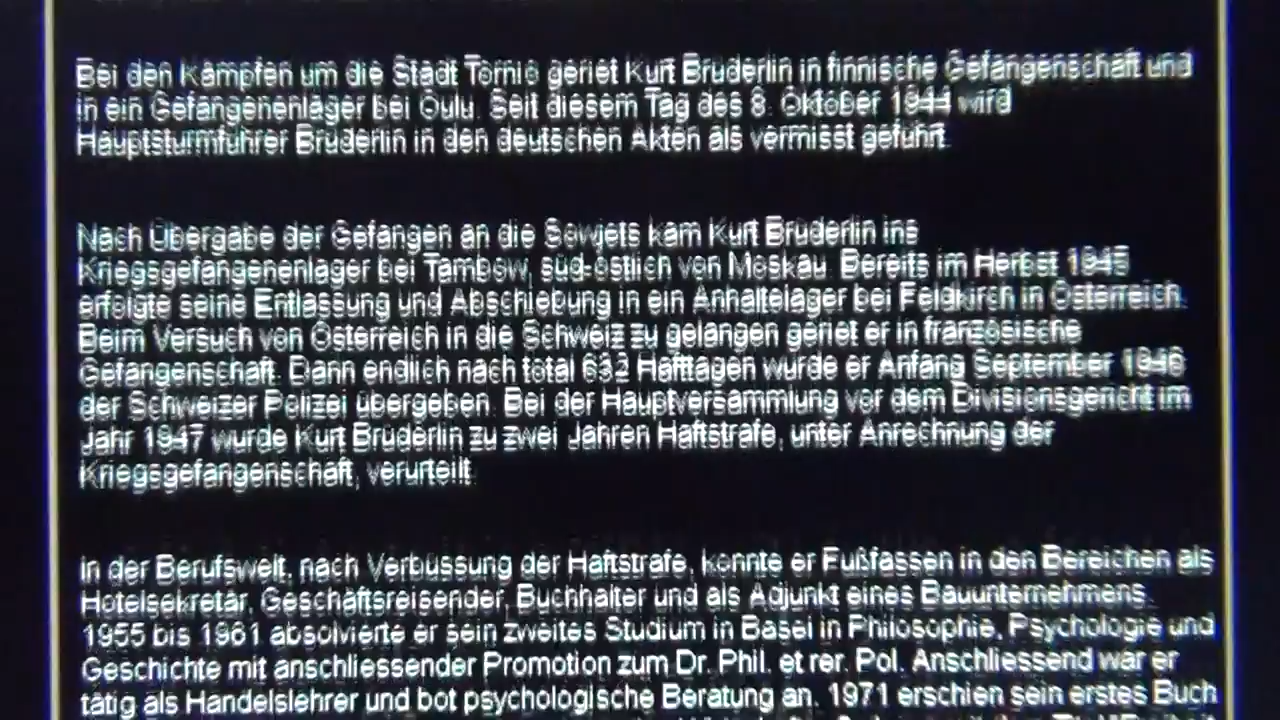 Bei den Kämpfen um die Stadt Tornio geriet Kurt Brüderlin in finnische Gefangenschaft und
in ein Gefangenenlager bei Oulu. Seit diesem Tag des 8. Oktober 1944 wird
Hauptsturmführer Brüderlin in den deutschen Akten als vermisst geführt.
Nach Übergabe der Gefangen an die Sowjets kam Kurt Brüderlin ins
Kriegsgefangenenlager bei Tambow, süd-östlich von Moskau. Bereits im Herbst 1945
erfolgte seine Entlassung und Abschiebung in ein Anhaltelager bei Feldkirch in Österreich.
Beim Versuch von Österreich in die Schweiz zu gelangen geriet er in französische
Gefangenschaft. Dann endlich nach total 632 Hafttagen wurde er Anfang September 1946
der Schweizer Polizei übergeben. Bei der Hauptversammlung vor dem Divisionsgericht im
Jahr 1947 wurde Kurt Brüderlin zu zwei Jahren Haftstrafe, unter Anrechnung der
Kriegsgefangenschaft, verurteilt.
In der Berufswelt, nach Verbüssung der Haftstrafe, konnte er Fußfassen in den Bereichen als
Hotelsekretär, Geschäftsreisender, Buchhalter und als Adjunkt eines Bauunternehmens.
1955 bis 1961 absolvierte er sein zweites Studium in Basel in Philosophie, Psychologie und
Geschichte mit anschliessender Promotion zum Dr. Phil. et rer. Pol. Anschliessend war er
tätig als Handelslehrer und bot psychologische Beratung an. 1971 erschien sein erstes Buch